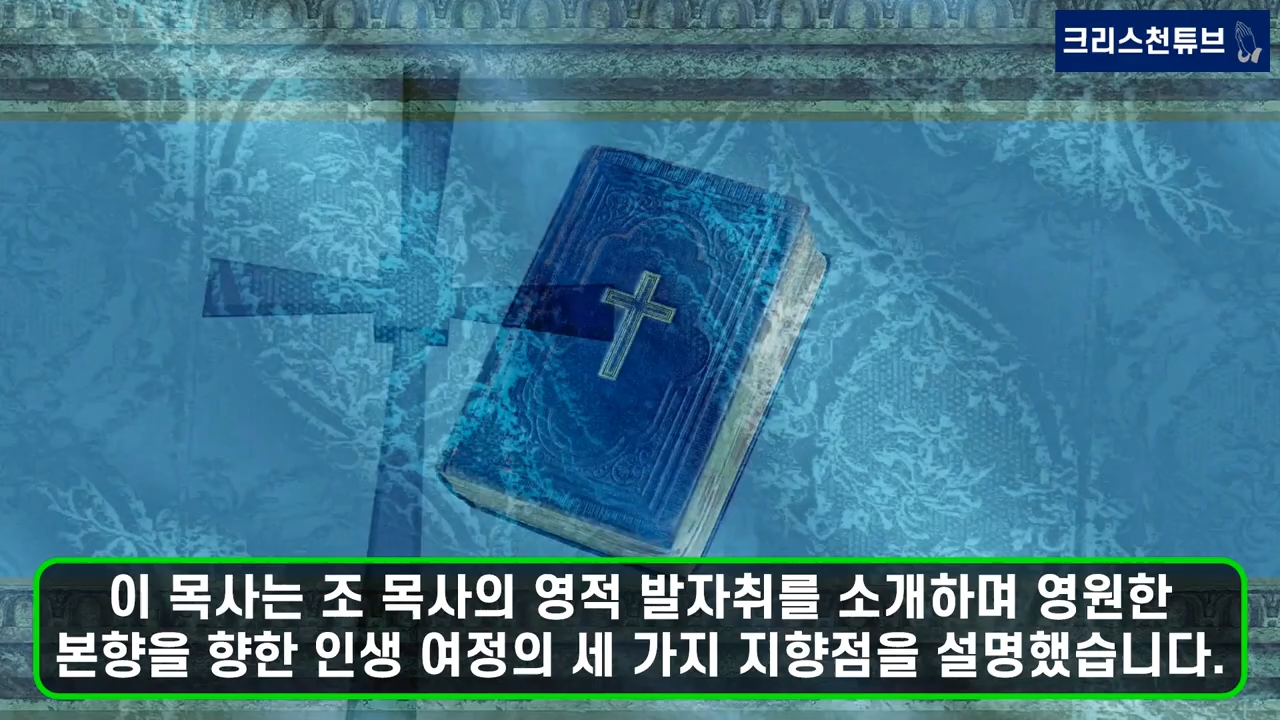 크리스천튜브
이 목사는 조 목사의 영적 발자취를 소개하며 영원한
본향을 향한 인생 여정의 세 가지 지향점을 설명했습니다.